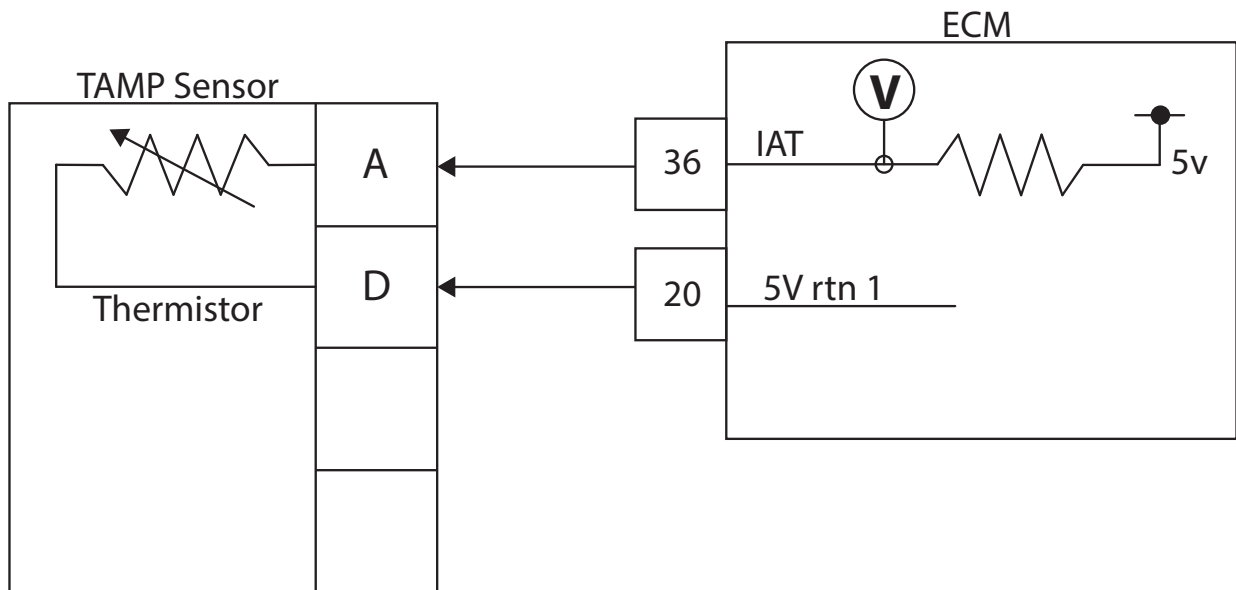 ECM
TAMP Sensor
V
A
36
IAT
5v
D
20
5V rtn 1
Thermistor